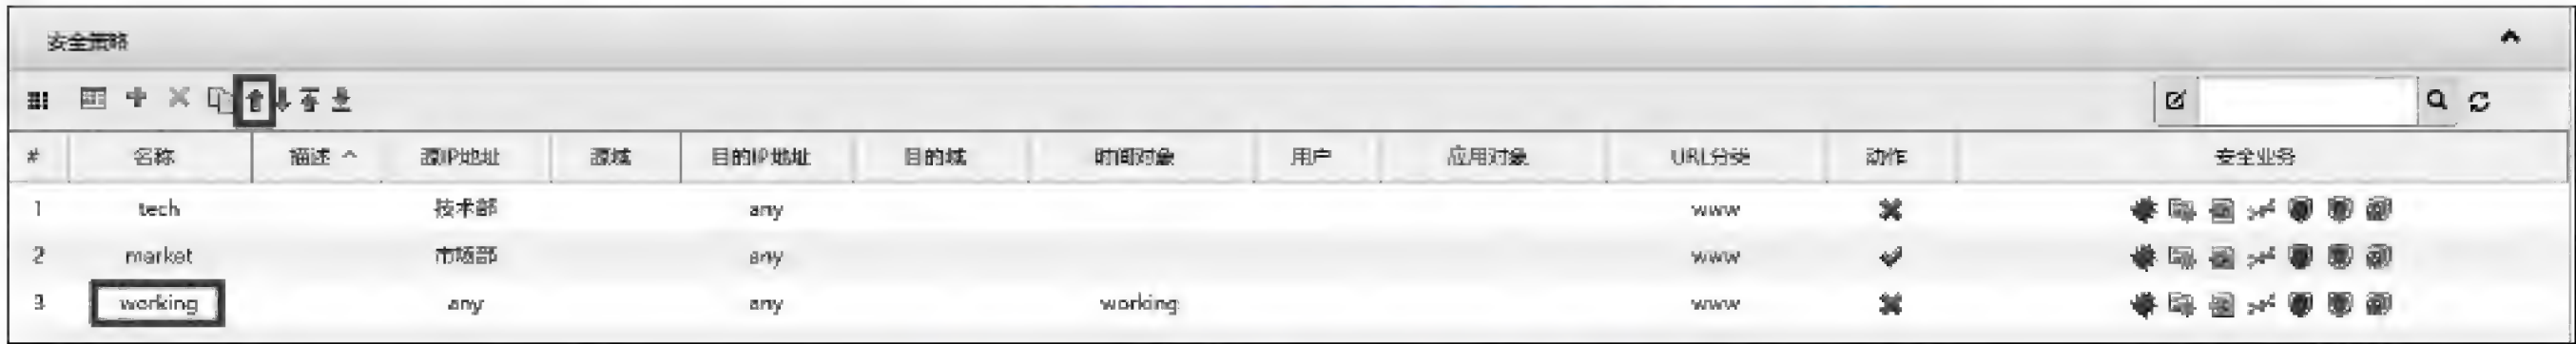 安全策略
# 名称 描述 源IP地址 源域 目的IP地址 目的域 时间对象 用户 应用对象 URL分类 动作 安全业务
1 tech 技术部 any www
2 market 市场部 any www
3 working any any working www